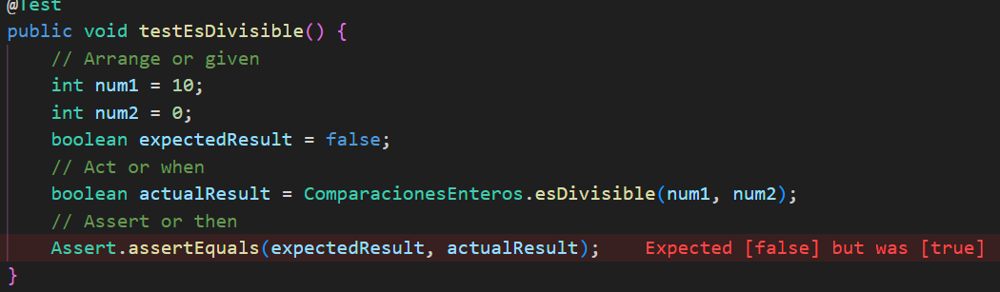 @Test
public void testEsDivisible() {
// Arrange or given
int num1 = 10;
int num2 = 0;
boolean expectedResult = false;
// Act or when
boolean actualResult = ComparacionesEnteros.esDivisible(num1, num2);
// Assert or then
Assert.assertEquals(expectedResult, actualResult); Expected [false] but was [true]
}